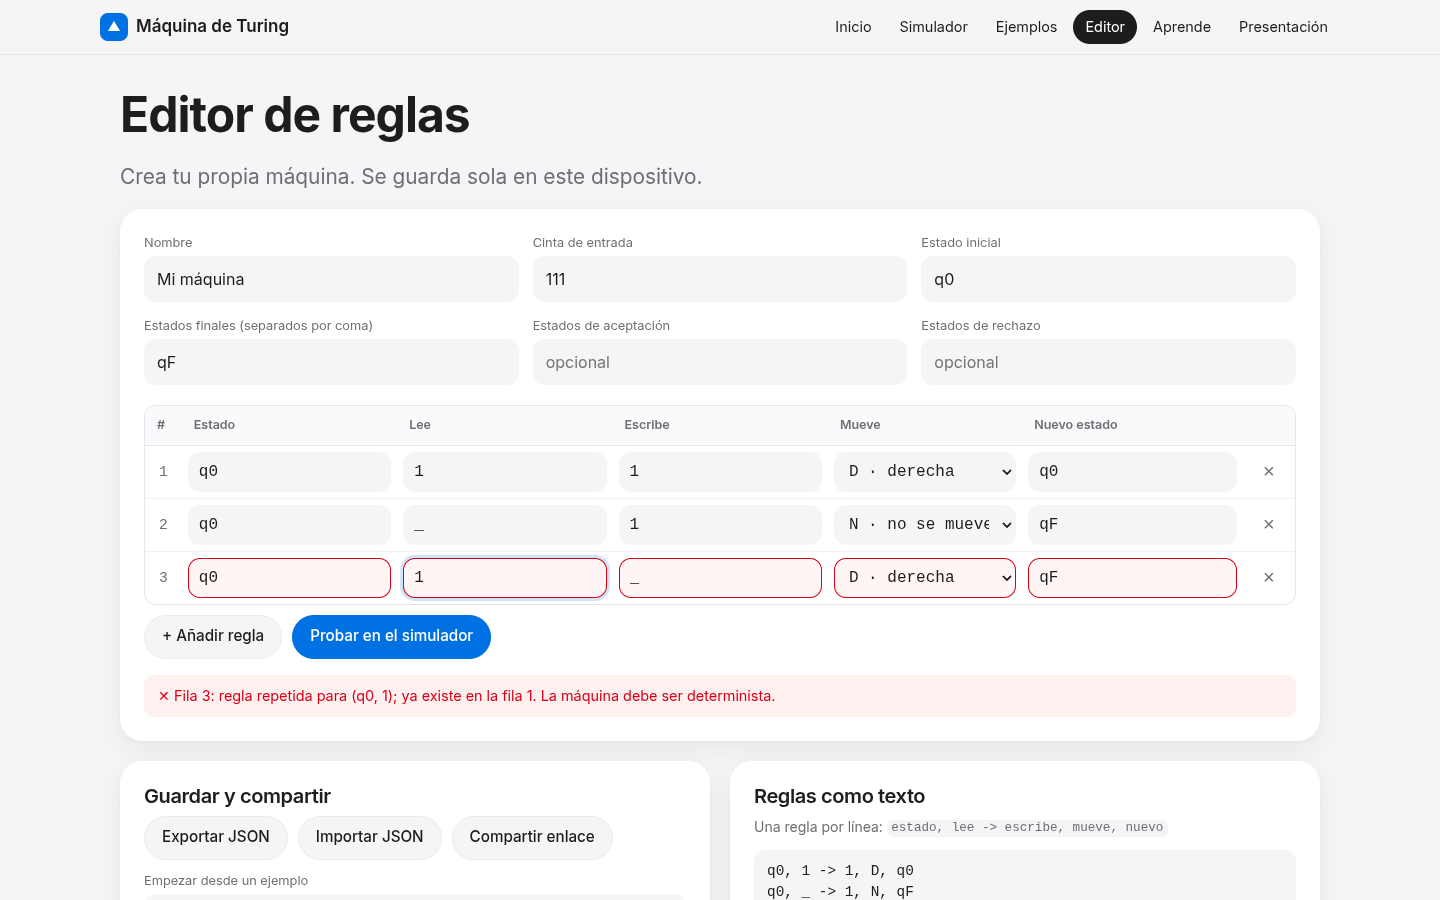 Máquina de Turing
Inicio Simulador Ejemplos Editor Aprende Presentación
Editor de reglas
Crea tu propia máquina. Se guarda sola en este dispositivo.
Nombre Cinta de entrada Estado inicial
Mi máquina 111 q0
Estados finales (separados por coma) Estados de aceptación Estados de rechazo
qF opcional opcional
# Estado Lee Escribe Mueve Nuevo estado
1 q0 1 1 D · derecha q0 ×
2 q0 _ 1 N · no se mueve qF ×
3 q0 1 _ D · derecha qF ×
+ Añadir regla Probar en el simulador
× Fila 3: regla repetida para (q0, 1); ya existe en la fila 1. La máquina debe ser determinista.
Guardar y compartir
Exportar JSON Importar JSON Compartir enlace
Empezar desde un ejemplo
Reglas como texto
Una regla por línea: estado, lee -> escribe, mueve, nuevo
q0, 1 -> 1, D, q0
q0, _ -> 1, N, qF